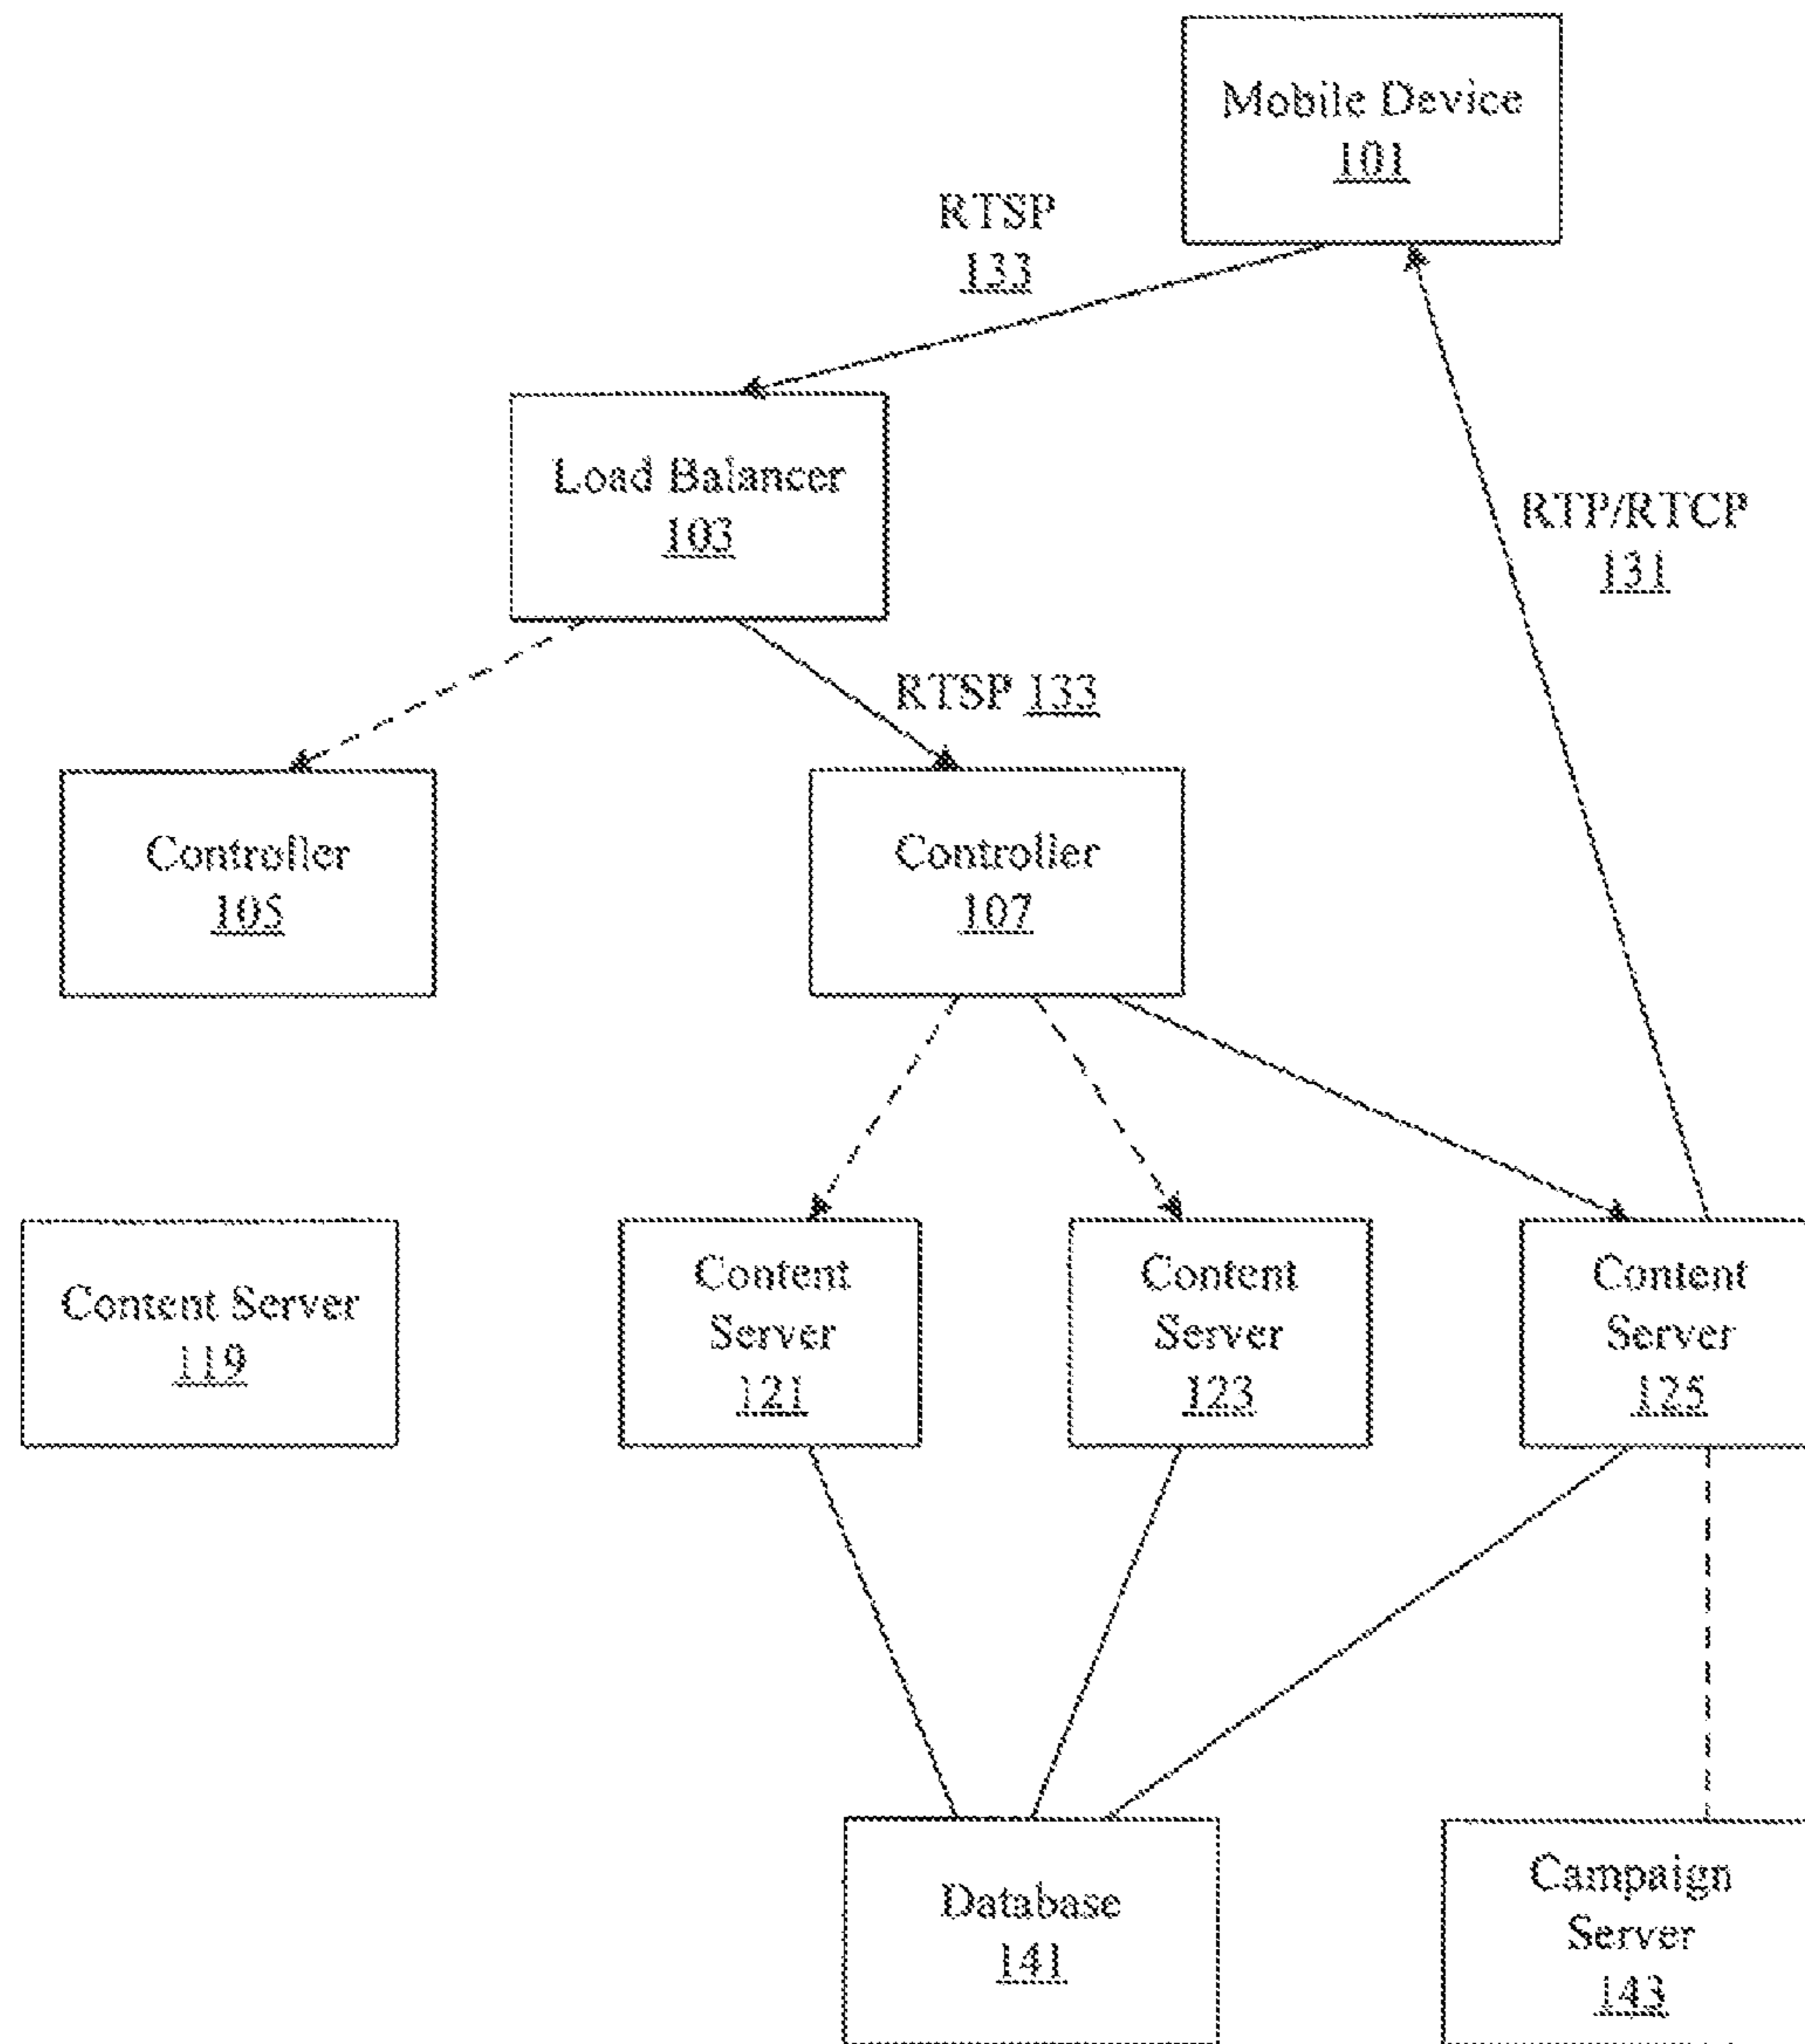 Mobile Device
101
RTSP
133
Load Balancer
103
RTP/RTCP
131
RTSP 133
Controller
105
Controller
107
Content Server
119
Content
Server
121
Content
Server
123
Content
Server
125
Database
141
Campaign
Server
143